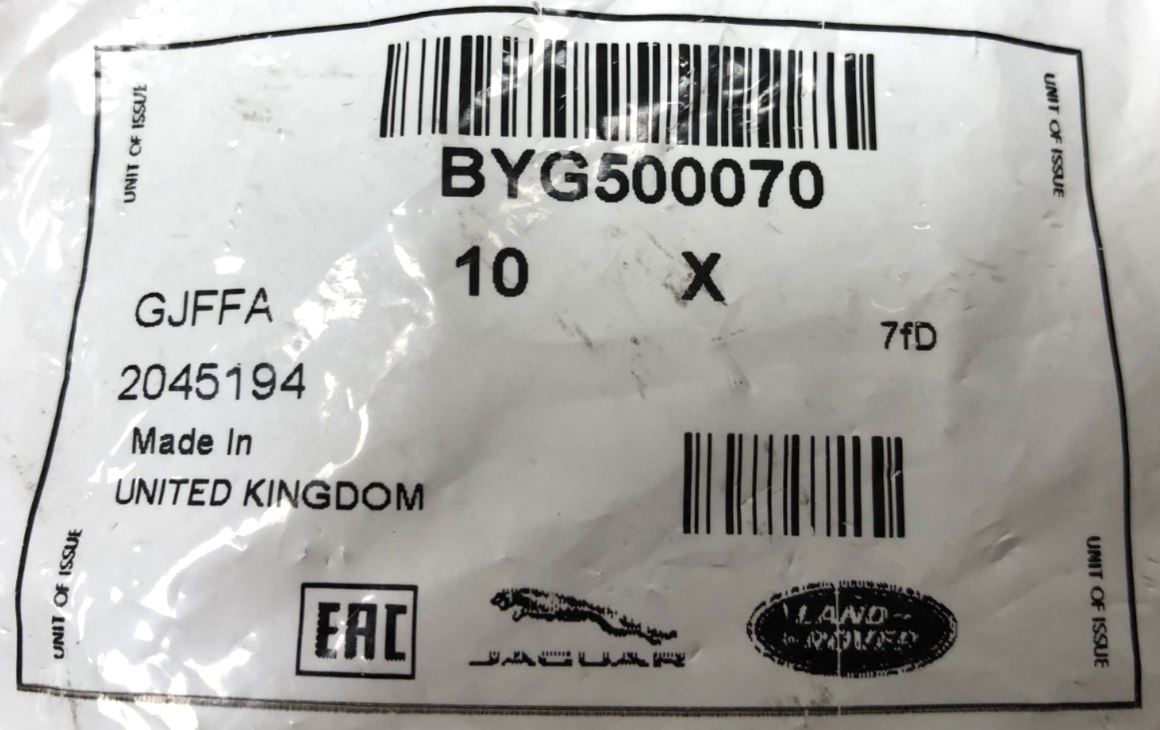 UNIT OF ISSUE
UNIT OF ISSUE
BYG500070
10 X
GJFFA
7fD
2045194
Made In
UNITED KINGDOM
UNIT OF ISSUE
UNIT OF ISSUE
EAC
JAGUAR
LAND
ROVER